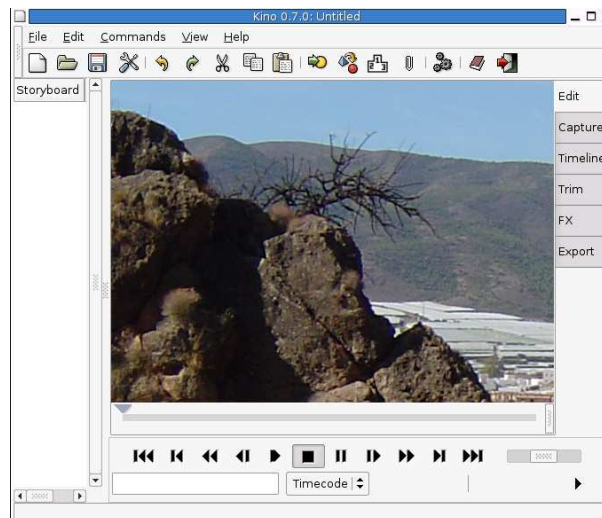 Kino 0.7.0: Untitled
File Edit Commands View Help
Storyboard
Edit
Capture
Timeline
Trim
FX
Export
Timecode